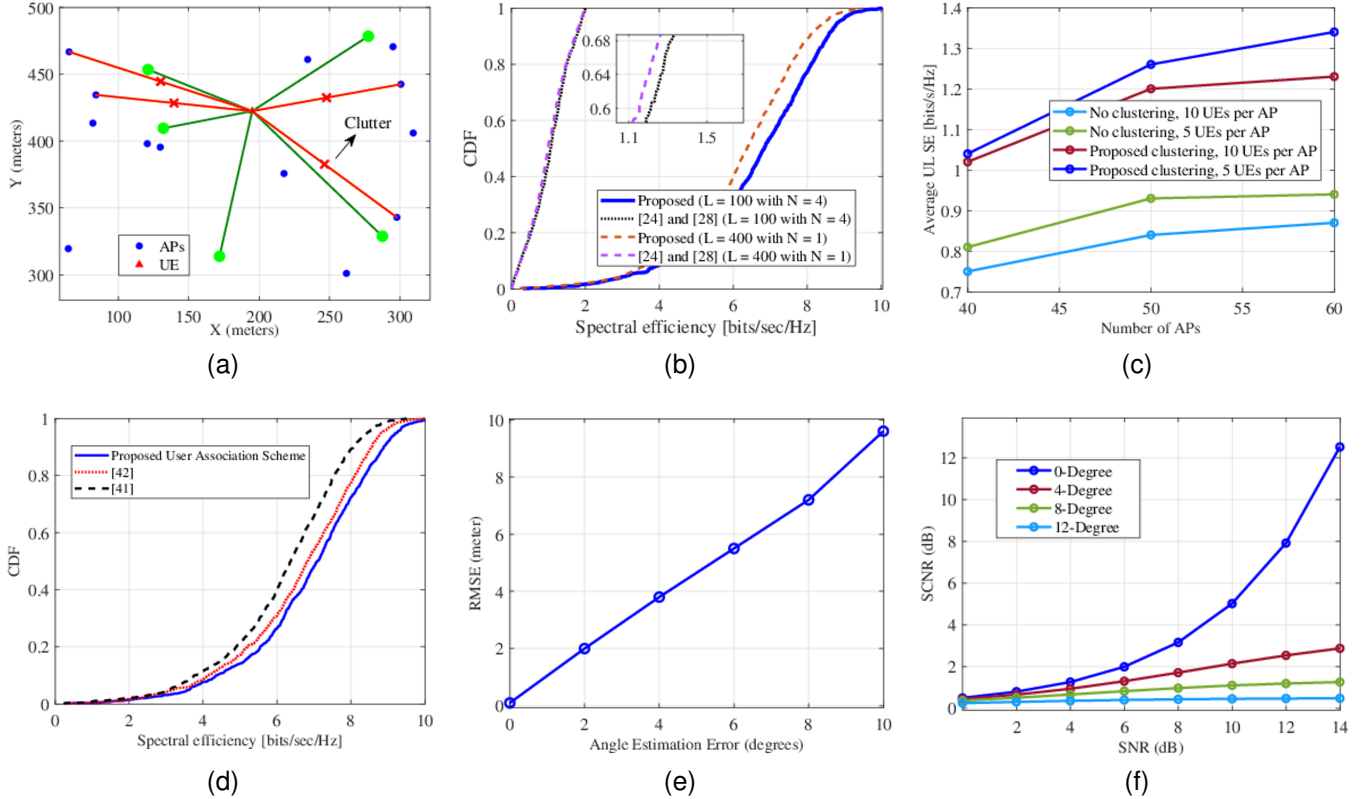 500
450
400
350
300
Y (meters)
100
150
200
250
300
X (meters)
Clutter
APs
UE
(a)
1
0.8
0.6
0.4
0.2
0
CDF
0
2
4
6
8
10
Spectral efficiency [bits/sec/Hz]
0.68
0.64
0.6
1.1
1.5
Proposed (L = 100 with N = 4)
[24] and [28] (L = 100 with N = 4)
Proposed (L = 400 with N = 1)
[24] and [28] (L = 400 with N = 1)
(b)
1.4
1.3
1.2
1.1
1
0.9
0.8
0.7
Average UL SE [bits/s/Hz]
40
45
50
55
60
Number of APs
No clustering, 10 UEs per AP
No clustering, 5 UEs per AP
Proposed clustering, 10 UEs per AP
Proposed clustering, 5 UEs per AP
(c)
1
0.8
0.6
0.4
0.2
0
CDF
0
2
4
6
8
10
Spectral efficiency [bits/sec/Hz]
Proposed User Association Scheme
[42]
[41]
(d)
10
8
6
4
2
0
RMSE (meter)
0
2
4
6
8
10
Angle Estimation Error (degrees)
(e)
12
10
8
6
4
2
0
SCNR (dB)
2
4
6
8
10
12
14
SNR (dB)
0-Degree
4-Degree
8-Degree
12-Degree
(f)